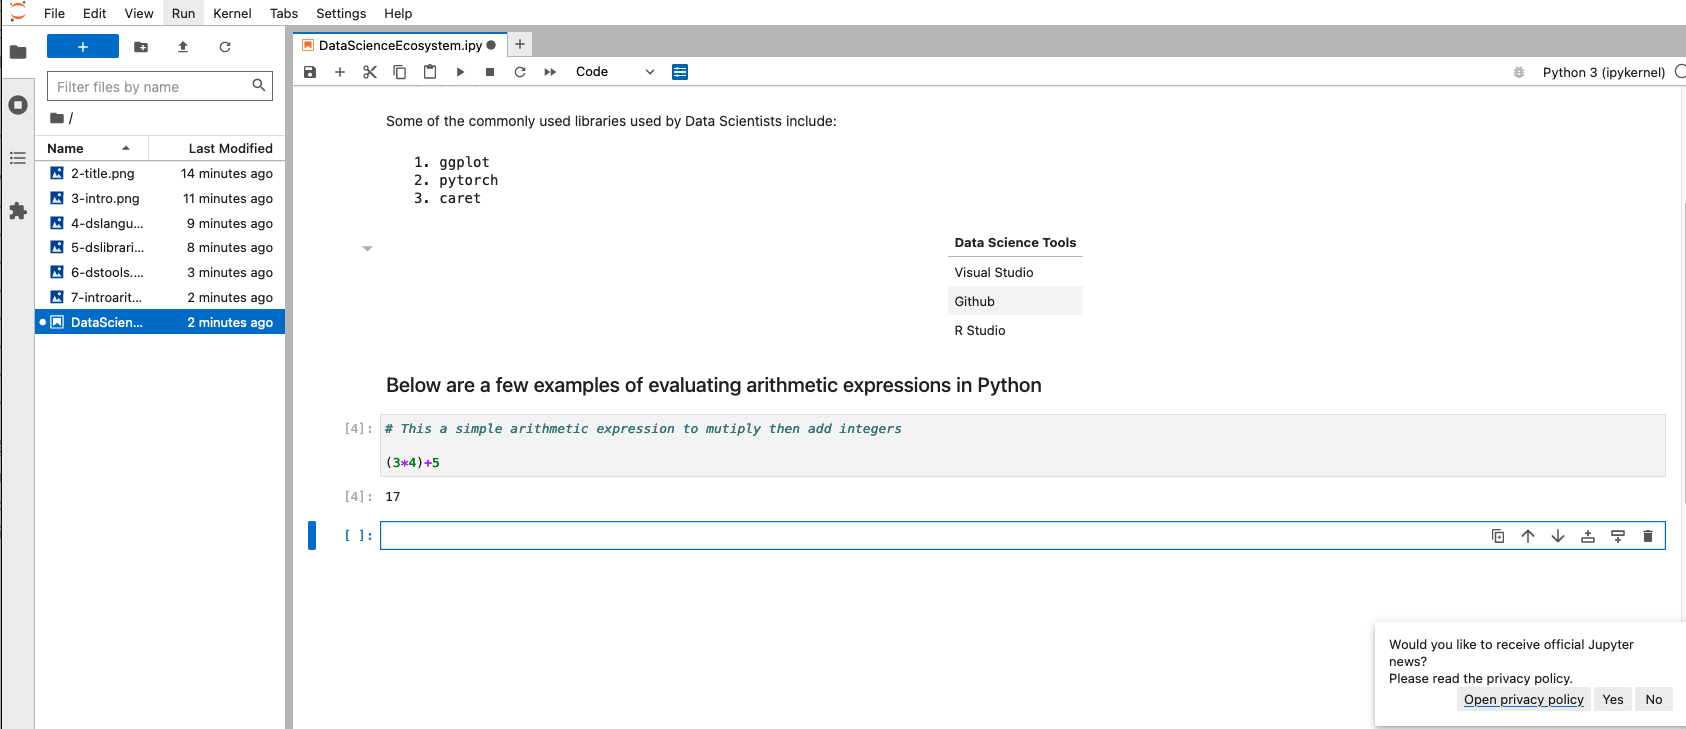 File Edit View Run Kernel Tabs Settings Help
DataScienceEcosystem.ipy
Filter files by name
Code
Python 3 (ipykernel)
/
Name Last Modified
2-title.png 14 minutes ago
3-intro.png 11 minutes ago
4-dslangu... 9 minutes ago
5-dslibrari... 8 minutes ago
6-dstools.... 3 minutes ago
7-introarit... 2 minutes ago
DataScien... 2 minutes ago
Some of the commonly used libraries used by Data Scientists include:
1. ggplot
2. pytorch
3. caret
Data Science Tools
Visual Studio
Github
R Studio
Below are a few examples of evaluating arithmetic expressions in Python
[4]: # This a simple arithmetic expression to mutiply then add integers
(3*4)+5
[4]: 17
[ ]:
Would you like to receive official Jupyter
news?
Please read the privacy policy.
Open privacy policy Yes No